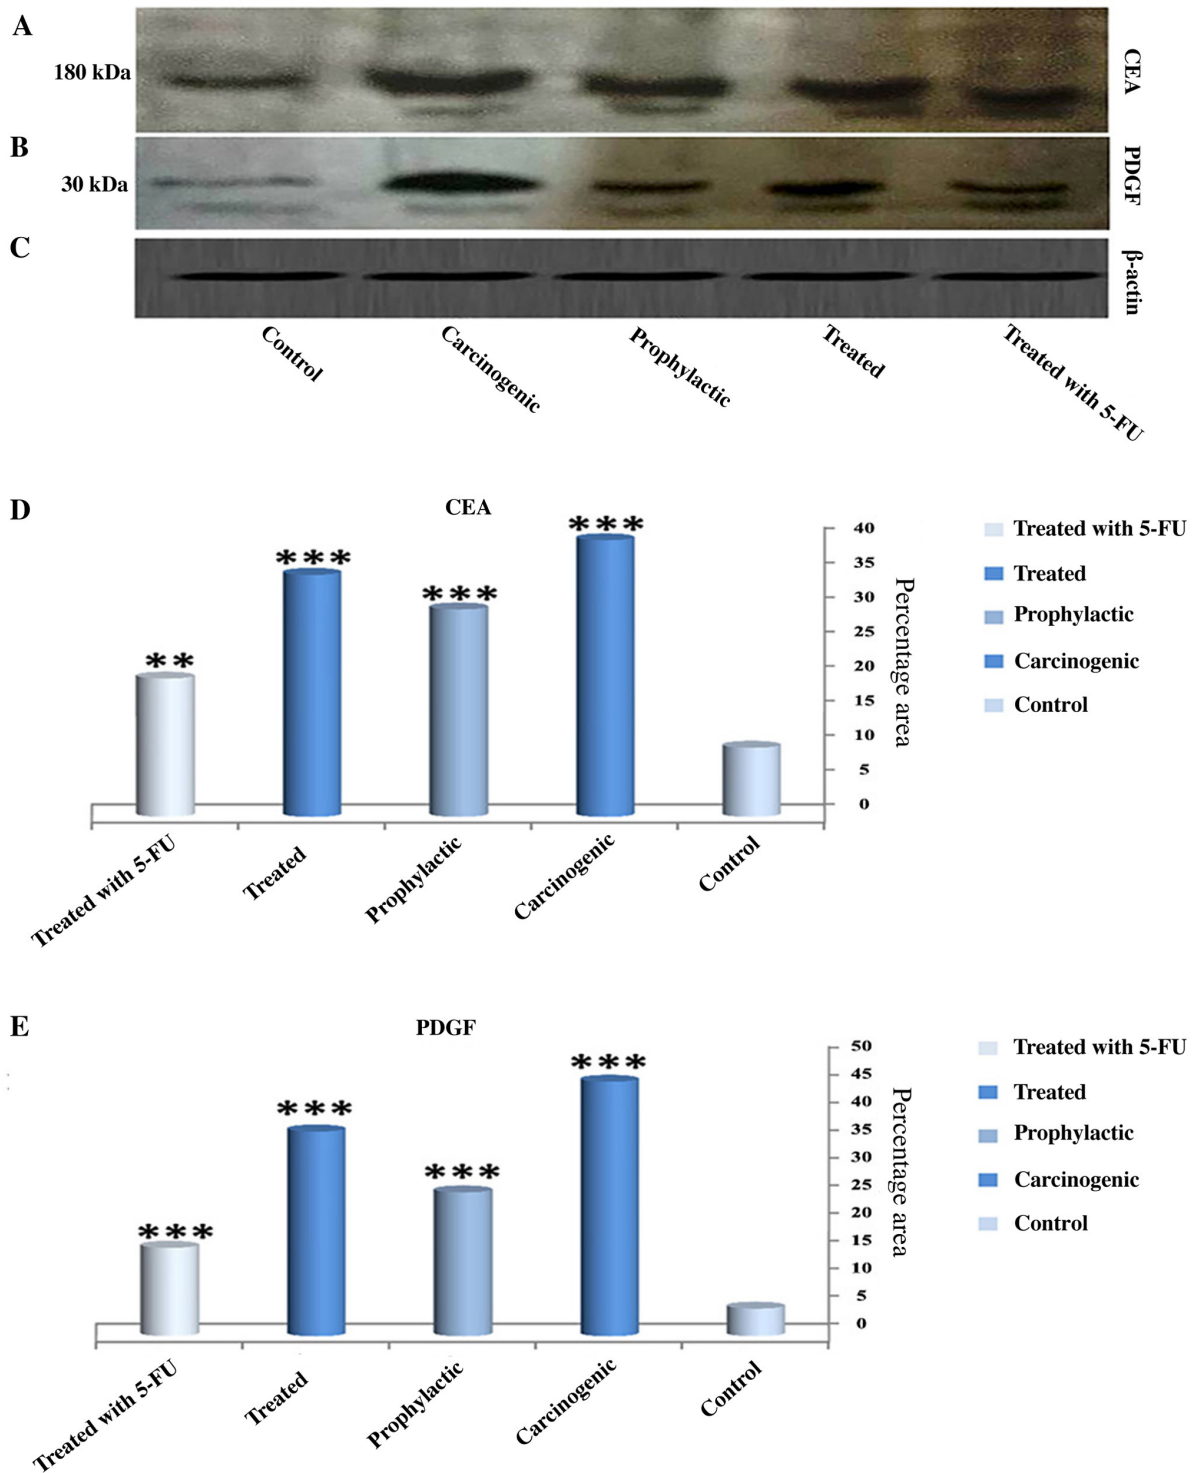 A
180 kDa
CEA
B
30 kDa
PDGF
C
β-actin
Control
Carcinogenic
Prophylactic
Treated
Treated with 5-FU
D
CEA
***
***
***
**
40
35
30
25
20
15
10
5
0
Percentage area
Treated with 5-FU
Treated
Prophylactic
Carcinogenic
Control
Treated with 5-FU
Treated
Prophylactic
Carcinogenic
Control
E
PDGF
***
***
***
***
50
45
40
35
30
25
20
15
10
5
0
Percentage area
Treated with 5-FU
Treated
Prophylactic
Carcinogenic
Control
Treated with 5-FU
Treated
Prophylactic
Carcinogenic
Control